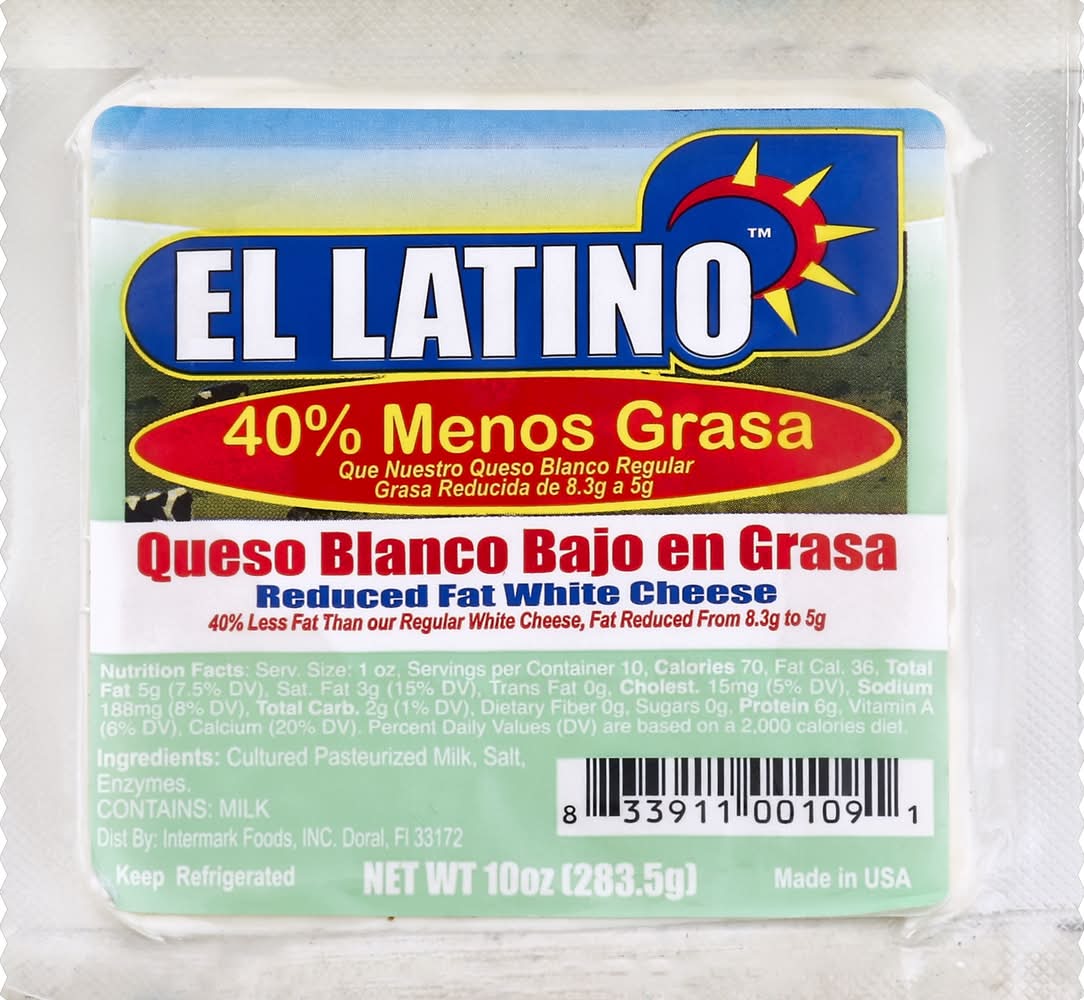 EL LATINO™
40% Menos Grasa
Que Nuestro Queso Blanco Regular
Grasa Reducida de 8.3g a 5g
Queso Blanco Bajo en Grasa
Reduced Fat White Cheese
40% Less Fat Than our Regular White Cheese, Fat Reduced From 8.3g to 5g
Nutrition Facts: Serv. Size: 1 oz, Servings per Container 10, Calories 70, Fat Cal. 36, Total
Fat 5g (7.5% DV), Sat. Fat 3g (15% DV), Trans Fat 0g, Cholest. 15mg (5% DV), Sodium
188mg (8% DV), Total Carb. 2g (1% DV), Dietary Fiber 0g, Sugars 0g, Protein 6g, Vitamin A
(6% DV), Calcium (20% DV). Percent Daily Values (DV) are based on a 2,000 calories diet.
Ingredients: Cultured Pasteurized Milk, Salt,
Enzymes.
CONTAINS: MILK
Dist By: Intermark Foods, INC. Doral, Fl 33172
8 33911 00109 1
Keep Refrigerated
NET WT 10oz (283.5g)
Made in USA